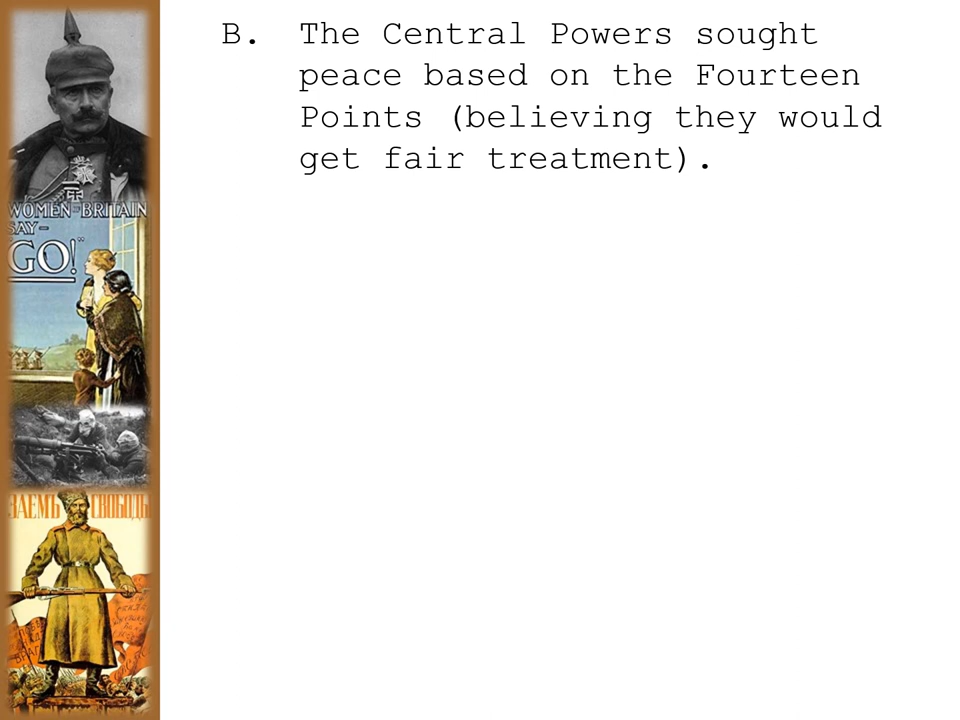 B. The Central Powers sought
peace based on the Fourteen
Points (believing they would
get fair treatment).
WOMEN OF BRITAIN
SAY-
"GO!"
ЗАЕМЪ СВОБОДЫ